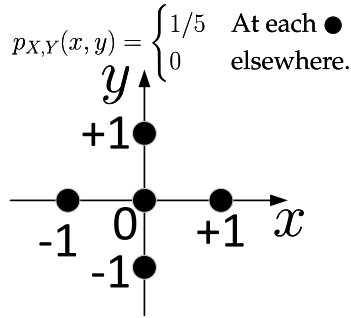 p_{X,Y}(x, y) = { 1/5 At each ●
0 elsewhere.
y
+1
-1 0 +1 x
-1